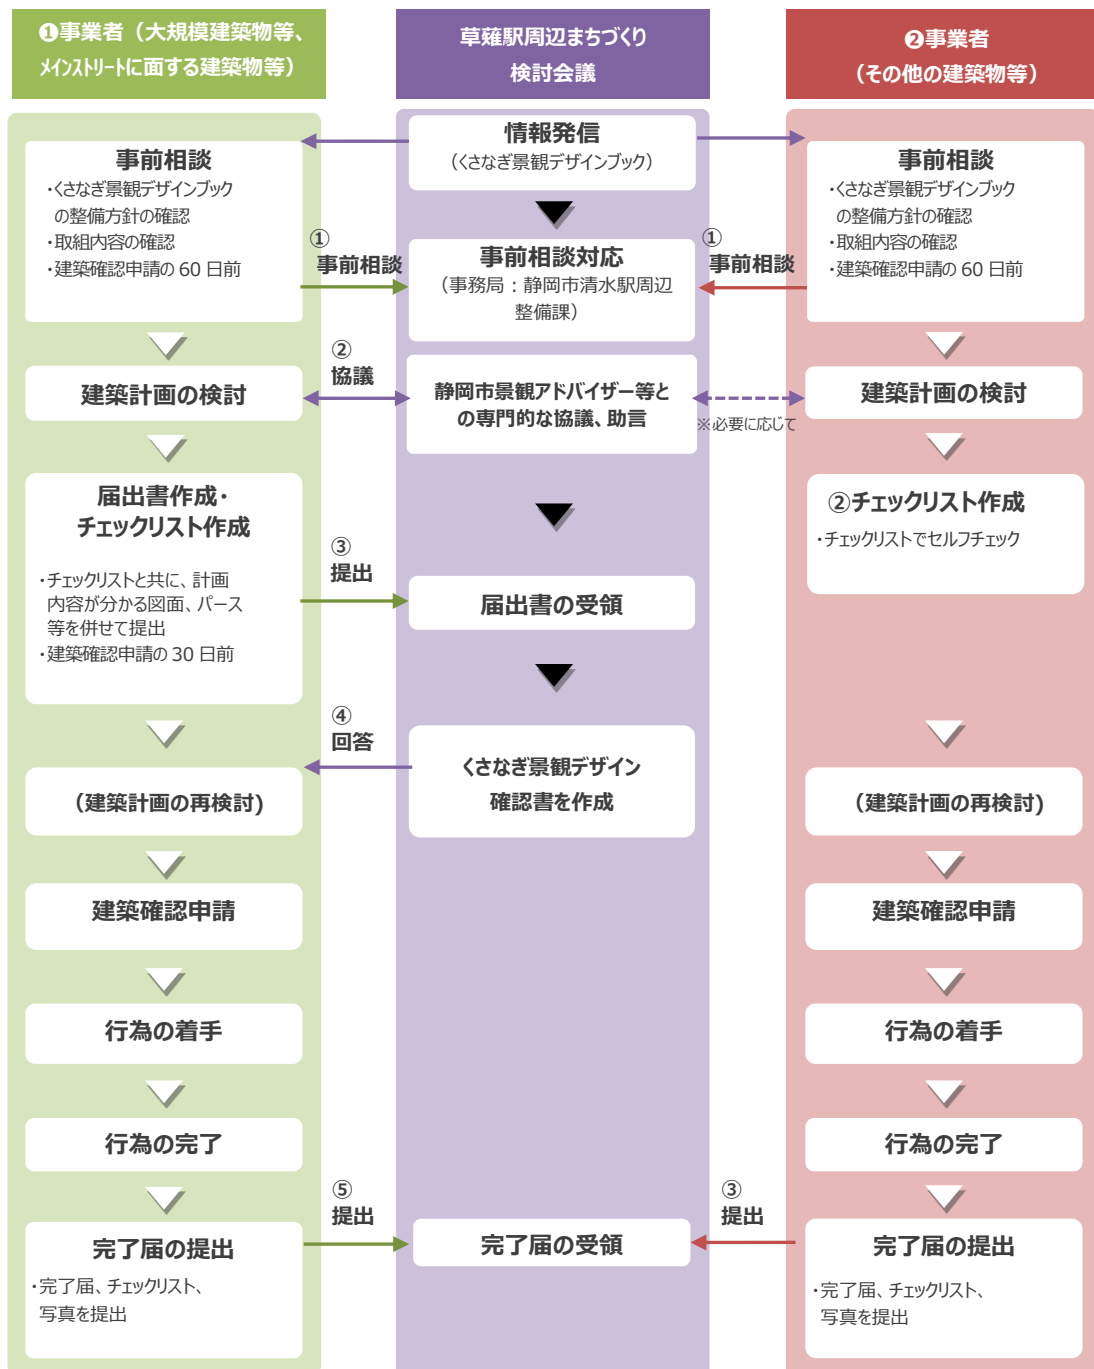 ❶事業者（大規模建築物等、
メインストリートに面する建築物等）
草薙駅周辺まちづくり
検討会議
❷事業者
（その他の建築物等）
事前相談
・くさなぎ景観デザインブック
の整備方針の確認
・取組内容の確認
・建築確認申請の 60 日前
情報発信
（くさなぎ景観デザインブック）
事前相談
・くさなぎ景観デザインブック
の整備方針の確認
・取組内容の確認
・建築確認申請の 60 日前
①
事前相談
事前相談対応
（事務局：静岡市清水駅周辺
整備課）
①
事前相談
建築計画の検討
②
協議
静岡市景観アドバイザー等と
の専門的な協議、助言
※必要に応じて
建築計画の検討
届出書作成・
チェックリスト作成
・チェックリストと共に、計画
内容が分かる図面、パース
等を併せて提出
・建築確認申請の 30 日前
③
提出
届出書の受領
②チェックリスト作成
・チェックリストでセルフチェック
④
回答
くさなぎ景観デザイン
確認書を作成
（建築計画の再検討)
（建築計画の再検討)
建築確認申請
建築確認申請
行為の着手
行為の着手
行為の完了
行為の完了
完了届の提出
・完了届、チェックリスト、
写真を提出
⑤
提出
完了届の受領
③
提出
完了届の提出
・完了届、チェックリスト、
写真を提出